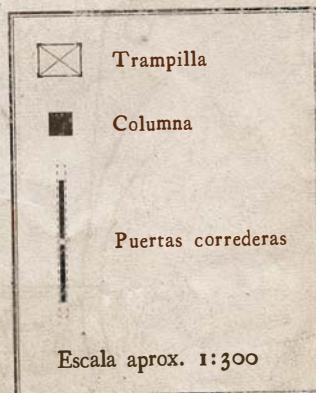 Trampilla
Columna
Puertas correderas
Escala aprox. 1:300